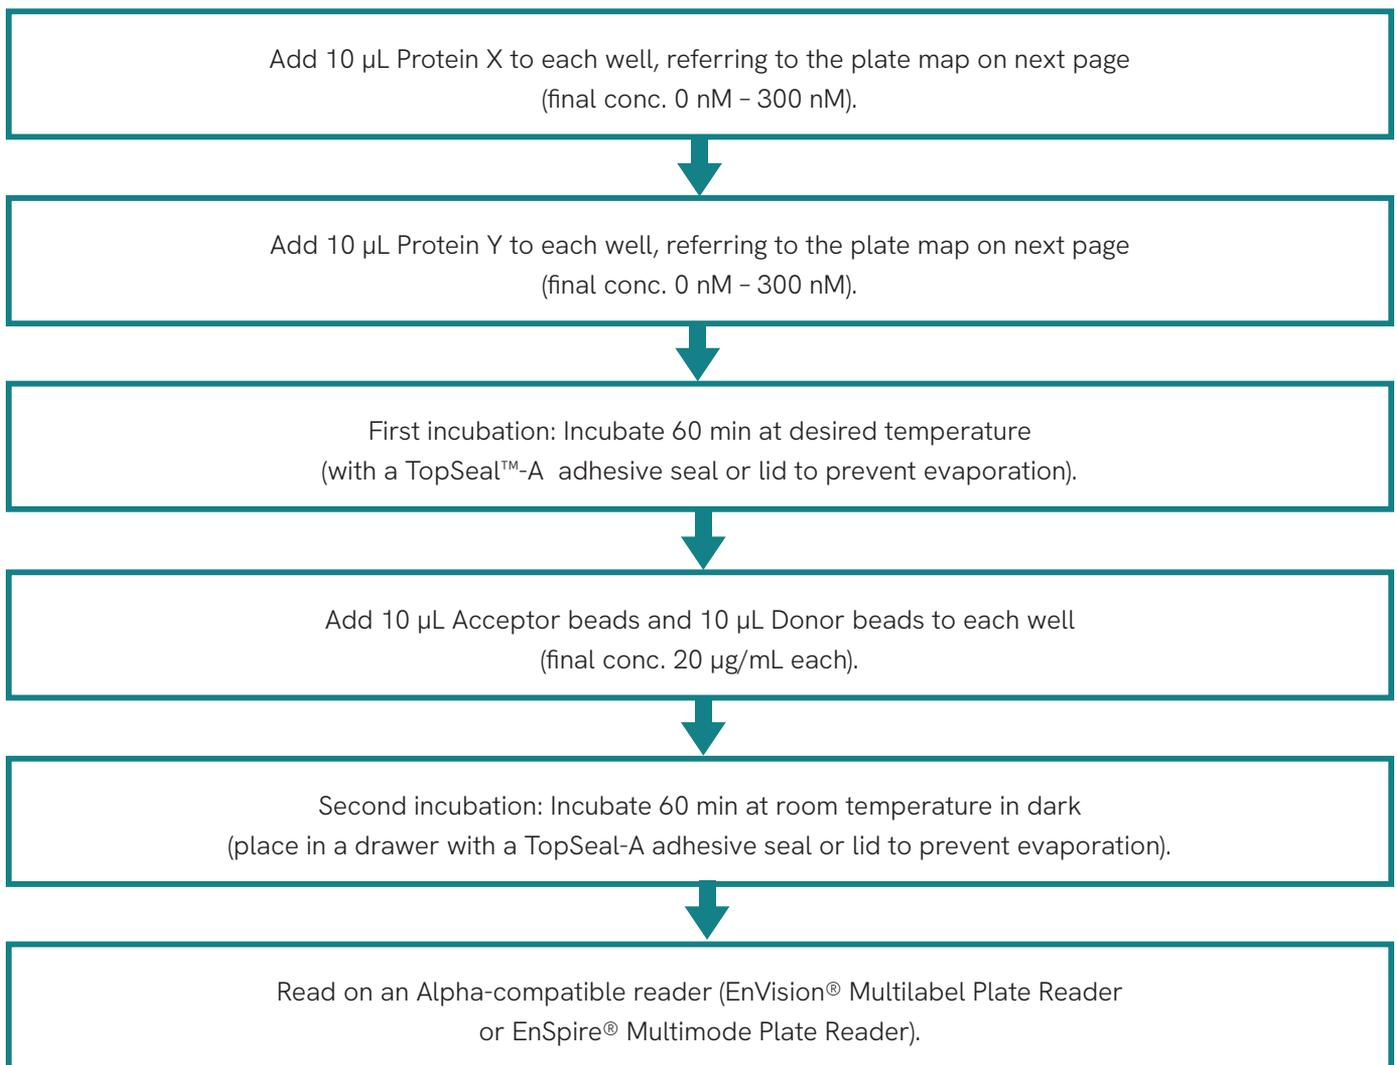 Add 10 µL Protein X to each well, referring to the plate map on next page
(final conc. 0 nM – 300 nM).
Add 10 µL Protein Y to each well, referring to the plate map on next page
(final conc. 0 nM – 300 nM).
First incubation: Incubate 60 min at desired temperature
(with a TopSeal™-A adhesive seal or lid to prevent evaporation).
Add 10 µL Acceptor beads and 10 µL Donor beads to each well
(final conc. 20 µg/mL each).
Second incubation: Incubate 60 min at room temperature in dark
(place in a drawer with a TopSeal-A adhesive seal or lid to prevent evaporation).
Read on an Alpha-compatible reader (EnVision® Multilabel Plate Reader
or EnSpire® Multimode Plate Reader).